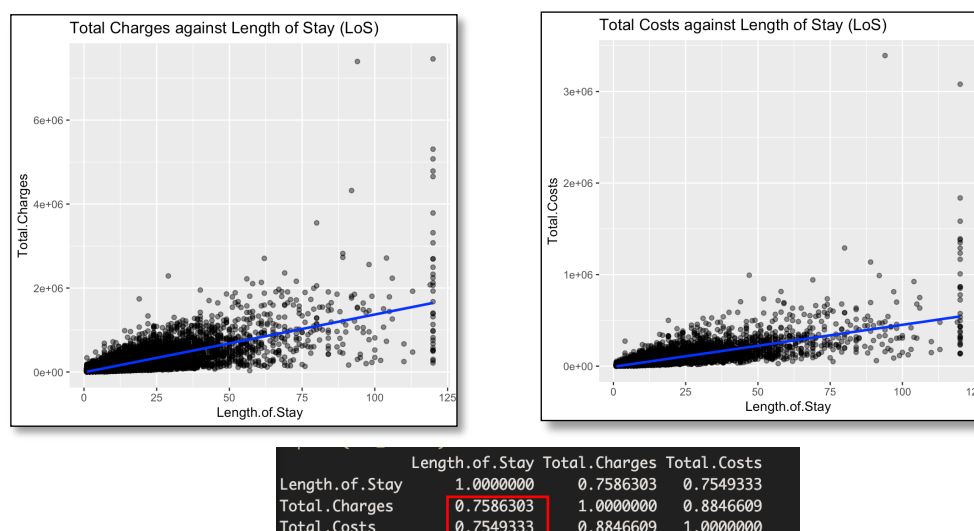 Total Charges against Length of Stay (LoS)
6e+06
4e+06
2e+06
0e+00
Total.Charges
0 25 50 75 100 125
Length.of.Stay
Total Costs against Length of Stay (LoS)
3e+06
2e+06
1e+06
0e+00
Total.Costs
0 25 50 75 100 12
Length.of.Stay
Length.of.Stay Total.Charges Total.Costs
Length.of.Stay 1.0000000 0.7586303 0.7549333
Total.Charges 0.7586303 1.0000000 0.8846609
Total.Costs 0.7549333 0.8846609 1.0000000